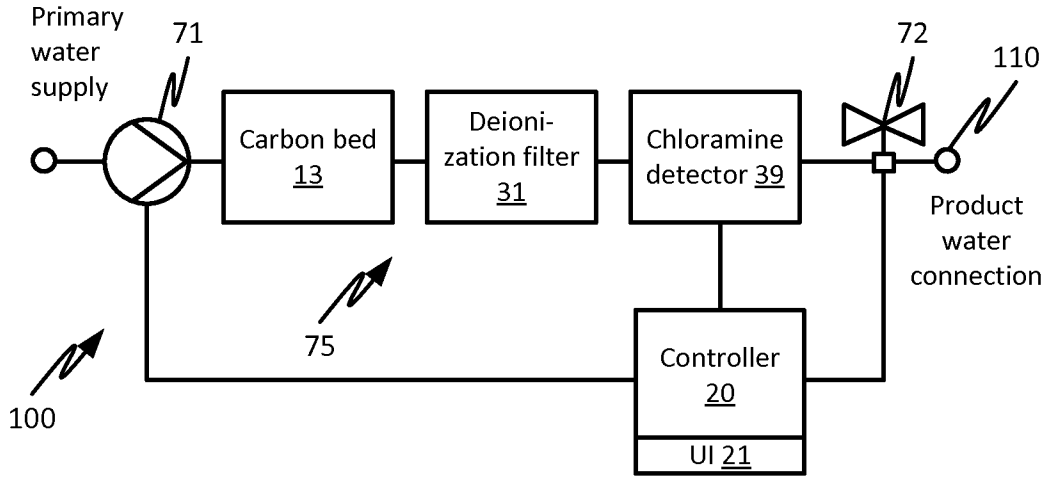 Primary
water
supply
71
72
110
Carbon bed
13
Deioni-
zation filter
31
Chloramine
detector 39
Product
water
connection
75
100
Controller
20
UI 21